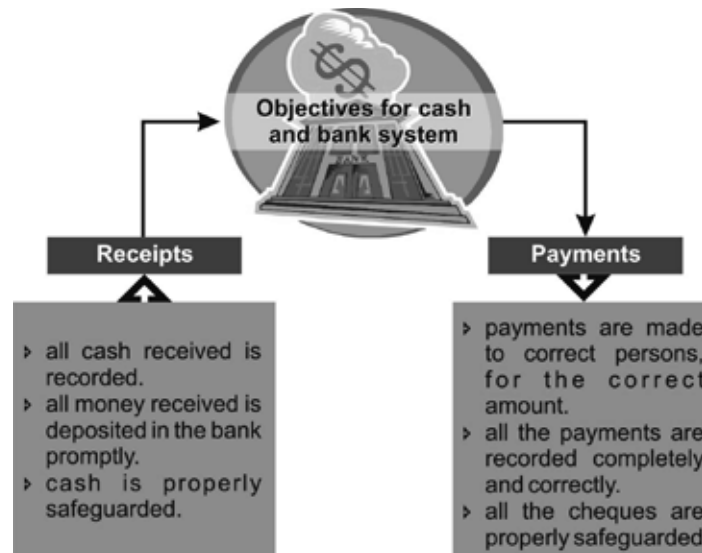 $
Objectives for cash
and bank system
Receipts
Payments
all cash received is
recorded.
all money received is
deposited in the bank
promptly.
cash is properly
safeguarded.
payments are made
to correct persons,
for the correct
amount.
all the payments are
recorded completely
and correctly.
all the cheques are
properly safeguarded